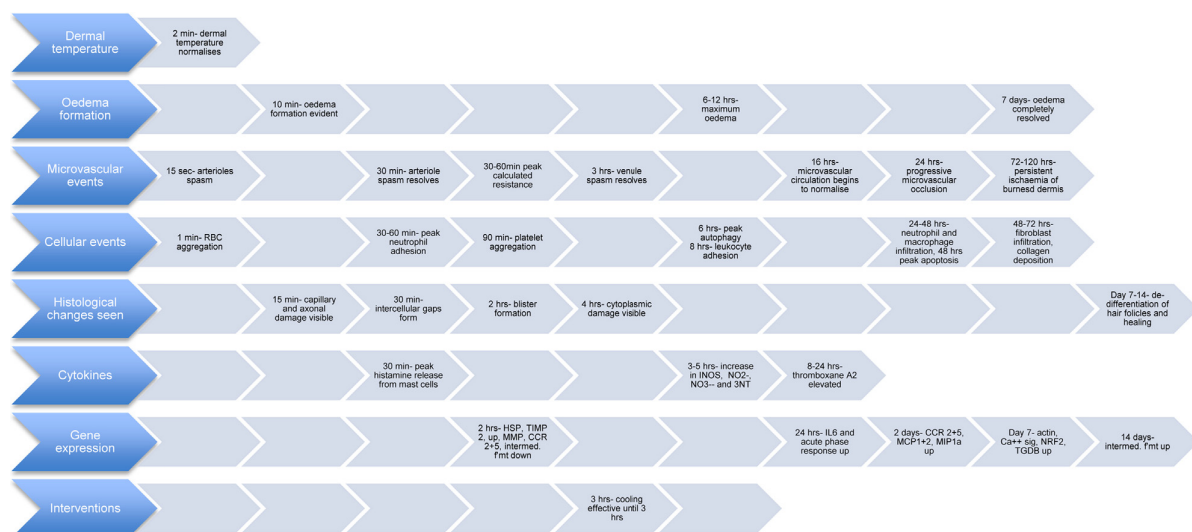 Dermal
temperature
2 min- dermal
temperature
normalises
Oedema
formation
10 min- oedema
formation evident
6-12 hrs-
maximum
oedema
7 days- oedema
completely
resolved
Microvascular
events
15 sec- arterioles
spasm
30 min- arteriole
spasm resolves
30-60min peak
calculated
resistance
3 hrs- venule
spasm resolves
16 hrs-
microvascular
circulation begins
to normalise
24 hrs-
progressive
microvascular
occlusion
72-120 hrs-
persistent
ischaemia of
burnesd dermis
Cellular events
1 min- RBC
aggregation
30-60 min- peak
neutrophil
adhesion
90 min- platelet
aggregation
6 hrs- peak
autophagy
8 hrs- leukocyte
adhesion
24-48 hrs-
neutrophil and
macrophage
infiltration, 48 hrs
peak apoptosis
48-72 hrs-
fibroblast
infiltration,
collagen
deposition
Histological
changes seen
15 min- capillary
and axonal
damage visible
30 min-
intercellular gaps
form
2 hrs- blister
formation
4 hrs- cytoplasmic
damage visible
Day 7-14- de-
differentiation of
hair folicles and
healing
Cytokines
30 min- peak
histamine release
from mast cells
3-5 hrs- increase
in INOS, NO2-,
NO3-- and 3NT
8-24 hrs-
thromboxane A2
elevated
Gene
expression
2 hrs- HSP, TIMP
2, up, MMP, CCR
2+5, intermed.
f'mt down
24 hrs- IL6 and
acute phase
response up
2 days- CCR 2+5,
MCP1+2, MIP1a
up
Day 7- actin,
Ca++ sig, NRF2,
TGDB up
14 days-
intermed. f'mt up
Interventions
3 hrs- cooling
effective until 3
hrs